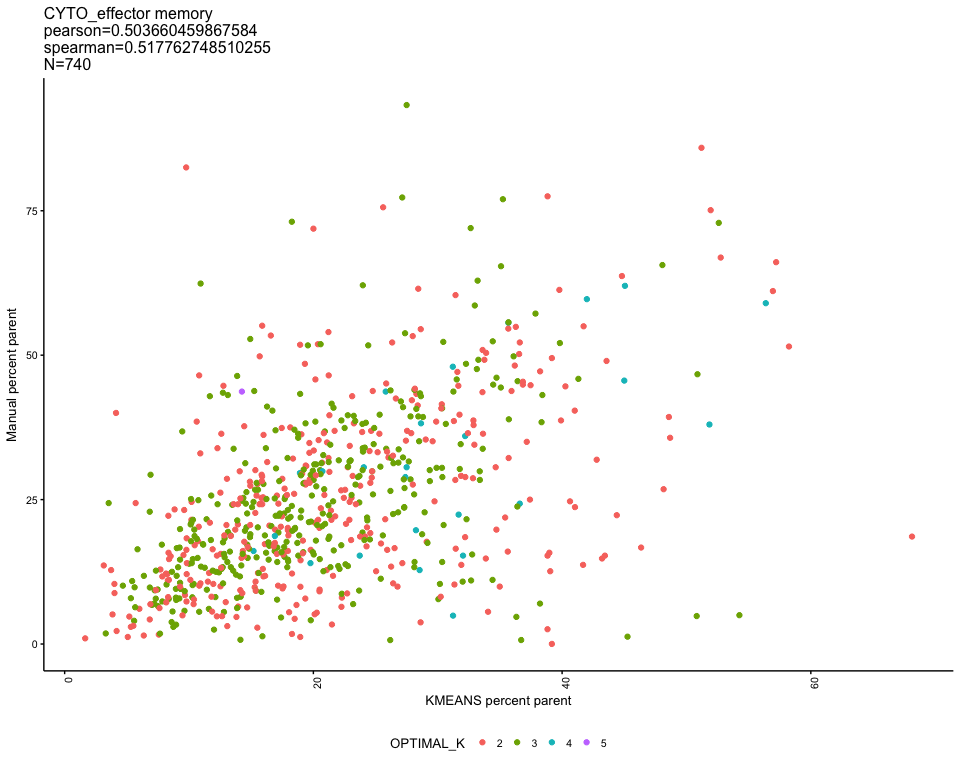 CYTO_effector memory
pearson=0.503660459867584
spearman=0.517762748510255
N=740
Manual percent parent
75
50
25
0
0
20
40
60
KMEANS percent parent
OPTIMAL_K 2 3 4 5